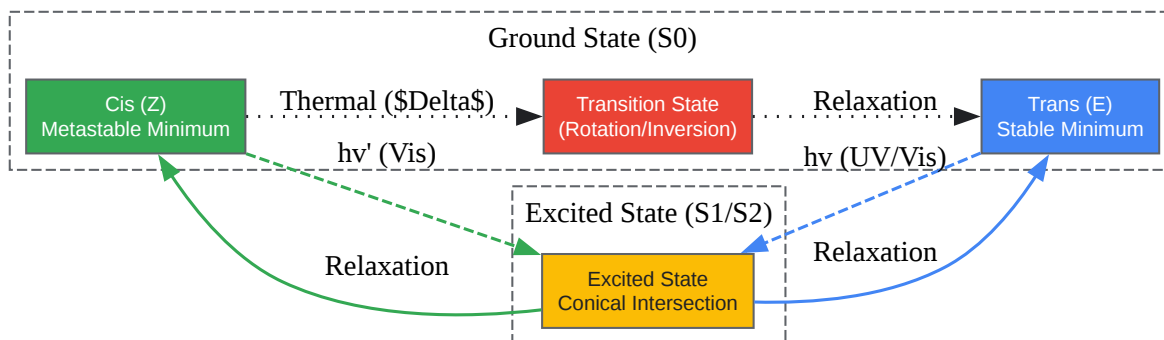 Ground State (S0)
Cis (Z)
Metastable Minimum
Thermal ($Delta$)
Transition State
(Rotation/Inversion)
Relaxation
Trans (E)
Stable Minimum
hv' (Vis)
hv (UV/Vis)
Excited State (S1/S2)
Relaxation
Relaxation
Excited State
Conical Intersection